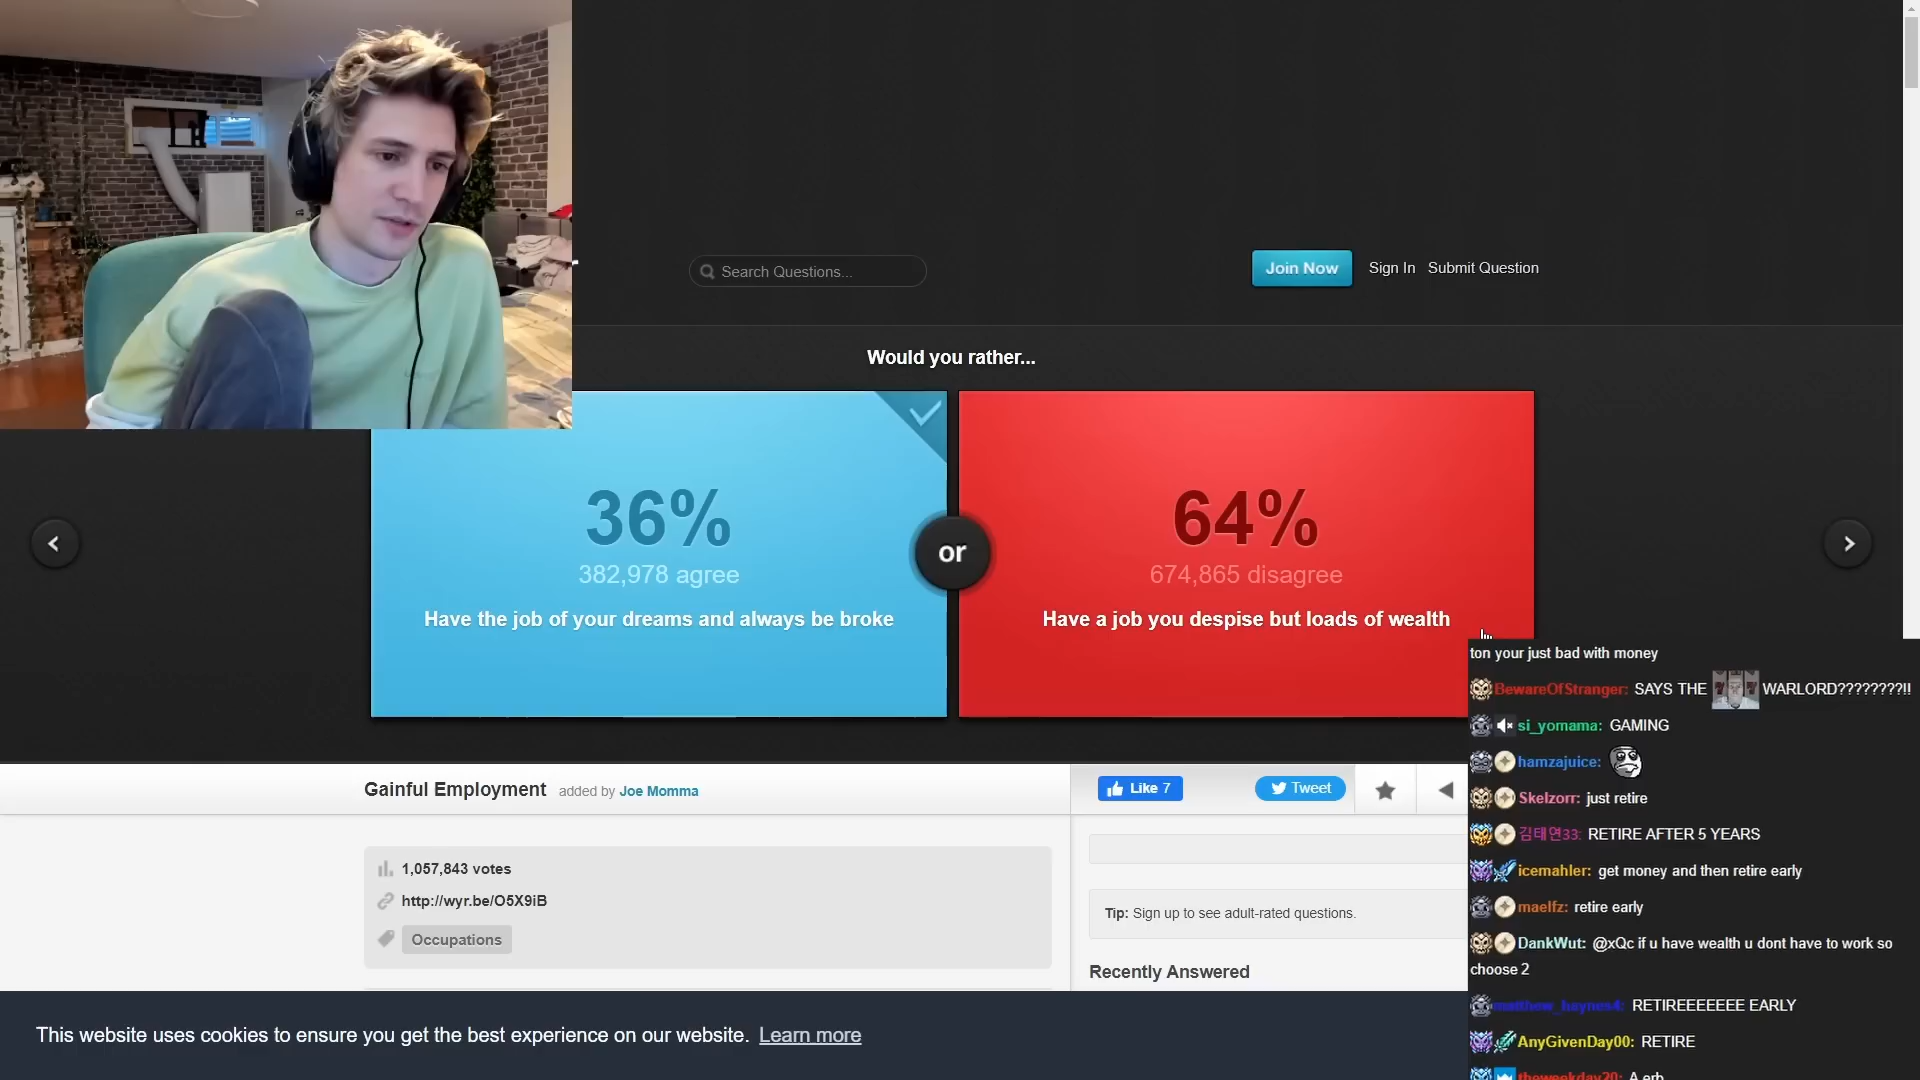 Search Questions...
Join Now
Sign In
Submit Question
Would you rather...
36%
382,978 agree
Have the job of your dreams and always be broke
or
64%
674,865 disagree
Have a job you despise but loads of wealth
Gainful Employment added by Joe Momma
Like 7
Tweet
1,057,843 votes
http://wyr.be/O5X9iB
Occupations
Tip: Sign up to see adult-rated questions.
Recently Answered
This website uses cookies to ensure you get the best experience on our website. Learn more
ton your just bad with money
BewareOfStranger: SAYS THE WARLORD????????!!
si_yomama: GAMING
hamzajuice:
Skelzorr: just retire
김태연33: RETIRE AFTER 5 YEARS
icemahler: get money and then retire early
maelfz: retire early
DankWut: @xQc if u have wealth u dont have to work so
choose 2
matthew_haynes4: RETIREEEEEEE EARLY
AnyGivenDay00: RETIRE